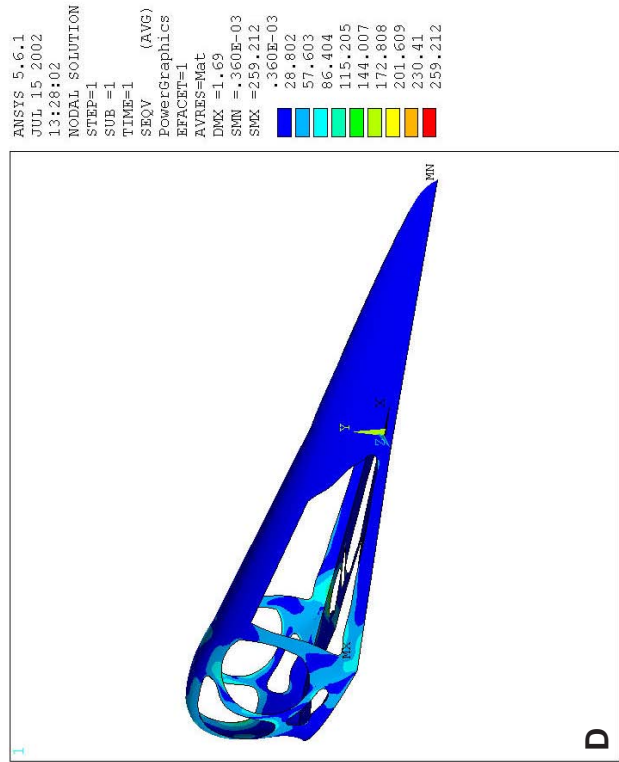 ANSYS 5.6.1
JUL 15 2002
13:28:02
NODAL SOLUTION
STEP=1
SUB =1
TIME=1
SEQV (AVG)
PowerGraphics
EFACET=1
AVRES=Mat
DMX =1.69
SMN =.360E-03
SMX =259.212
.360E-03
28.802
57.603
86.404
115.205
144.007
172.808
201.609
230.41
259.212
1
MN
Y
X
Z
MX
D